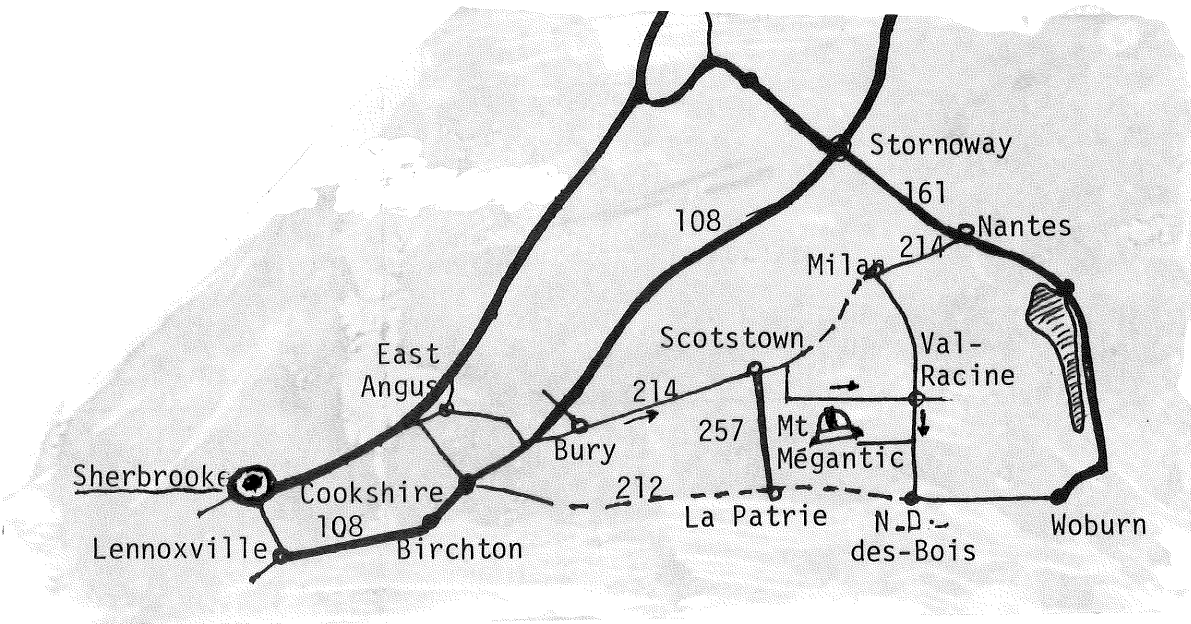 Stornoway
161
108
Nantes
214
Milan
Scotstown
Val-
Racine
East
Angus
214
257
Mt
Mégantic
Bury
Sherbrooke
Cookshire
212
108
La Patrie
N.D.-
des-Bois
Woburn
Lennoxville
Birchton